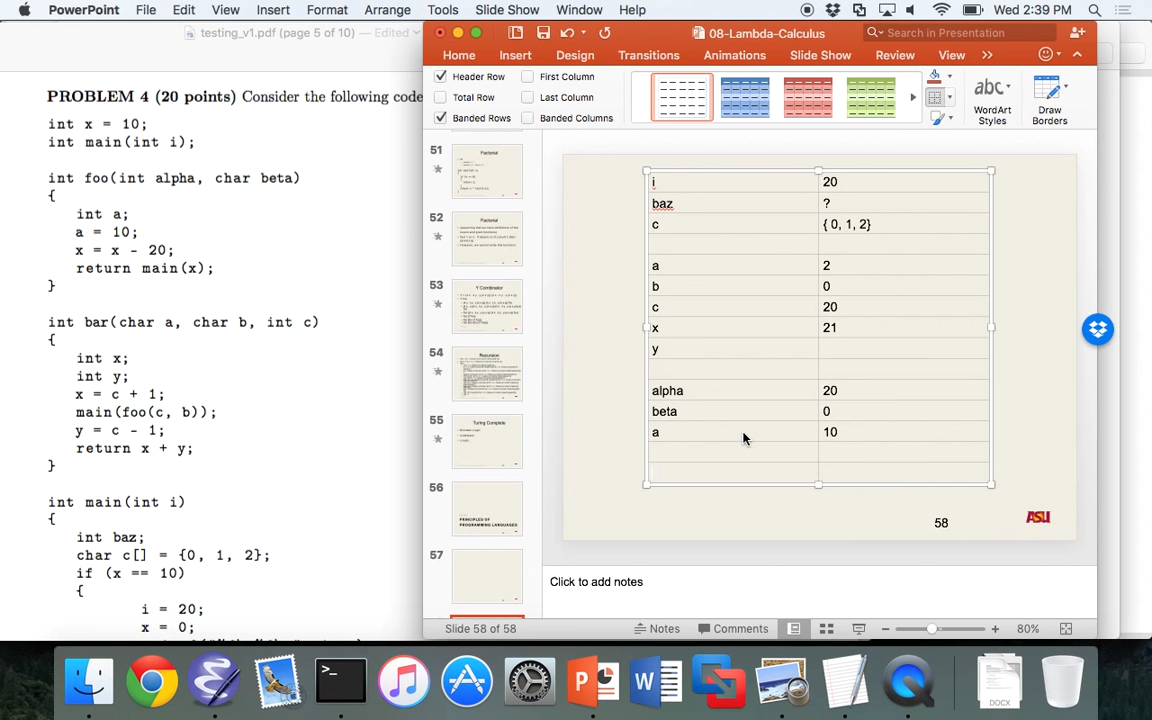 PowerPoint File Edit View Insert Format Arrange Tools Slide Show Window Help Wed 2:39 PM
testing_v1.pdf (page 5 of 10) — Edited
08-Lambda-Calculus
Search in Presentation
Home Insert Design Transitions Animations Slide Show Review View
Header Row First Column
Total Row Last Column
Banded Rows Banded Columns
abc
WordArt Styles
Draw Borders
PROBLEM 4 (20 points) Consider the following code
int x = 10;
int main(int i);
int foo(int alpha, char beta)
{
int a;
a = 10;
x = x - 20;
return main(x);
}
int bar(char a, char b, int c)
{
int x;
int y;
x = c + 1;
main(foo(c, b));
y = c - 1;
return x + y;
}
int main(int i)
{
int baz;
char c[] = {0, 1, 2};
if (x == 10)
{
i = 20;
x = 0;
51
Factorial
52
Factorial
53
Y Combinator
54
Recursion
55
Turing Complete
56
PRINCIPLES OF
PROGRAMMING LANGUAGES
57
i 20
baz ?
c { 0, 1, 2}
a 2
b 0
c 20
x 21
y
alpha 20
beta 0
a 10
58
ASU
Click to add notes
Slide 58 of 58 Notes Comments 80%
DOCX